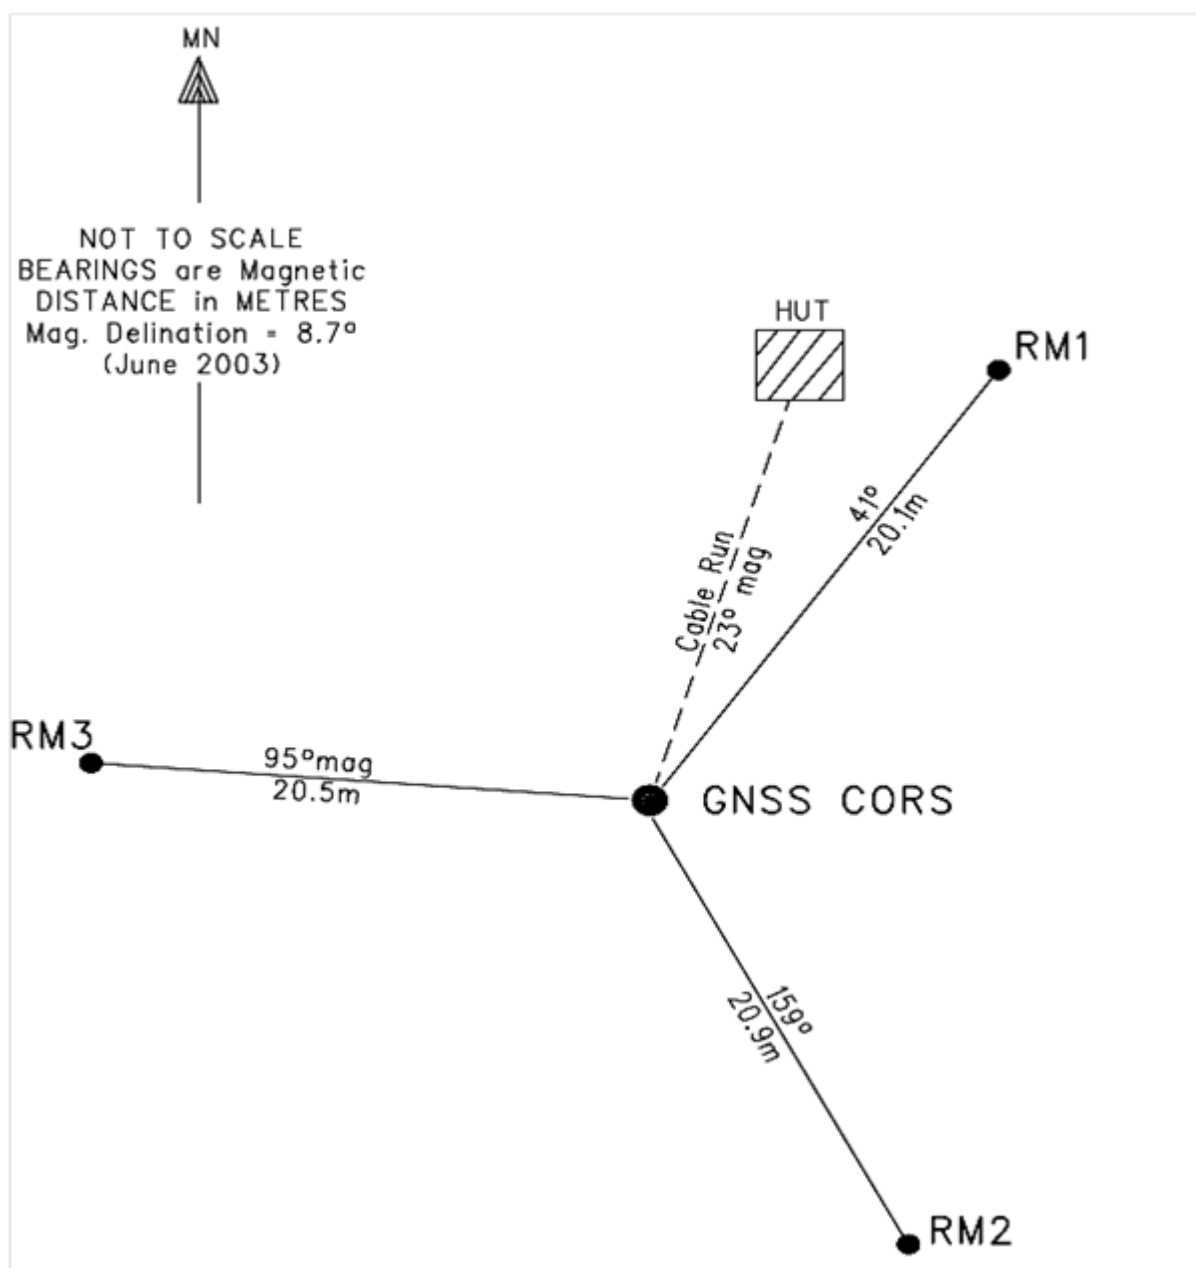 MN
NOT TO SCALE
BEARINGS are Magnetic
DISTANCE in METRES
Mag. Delination = 8.7°
(June 2003)
HUT
RM1
41°
20.1m
Cable Run
23° mag
RM3
95°mag
20.5m
GNSS CORS
159°
20.9m
RM2